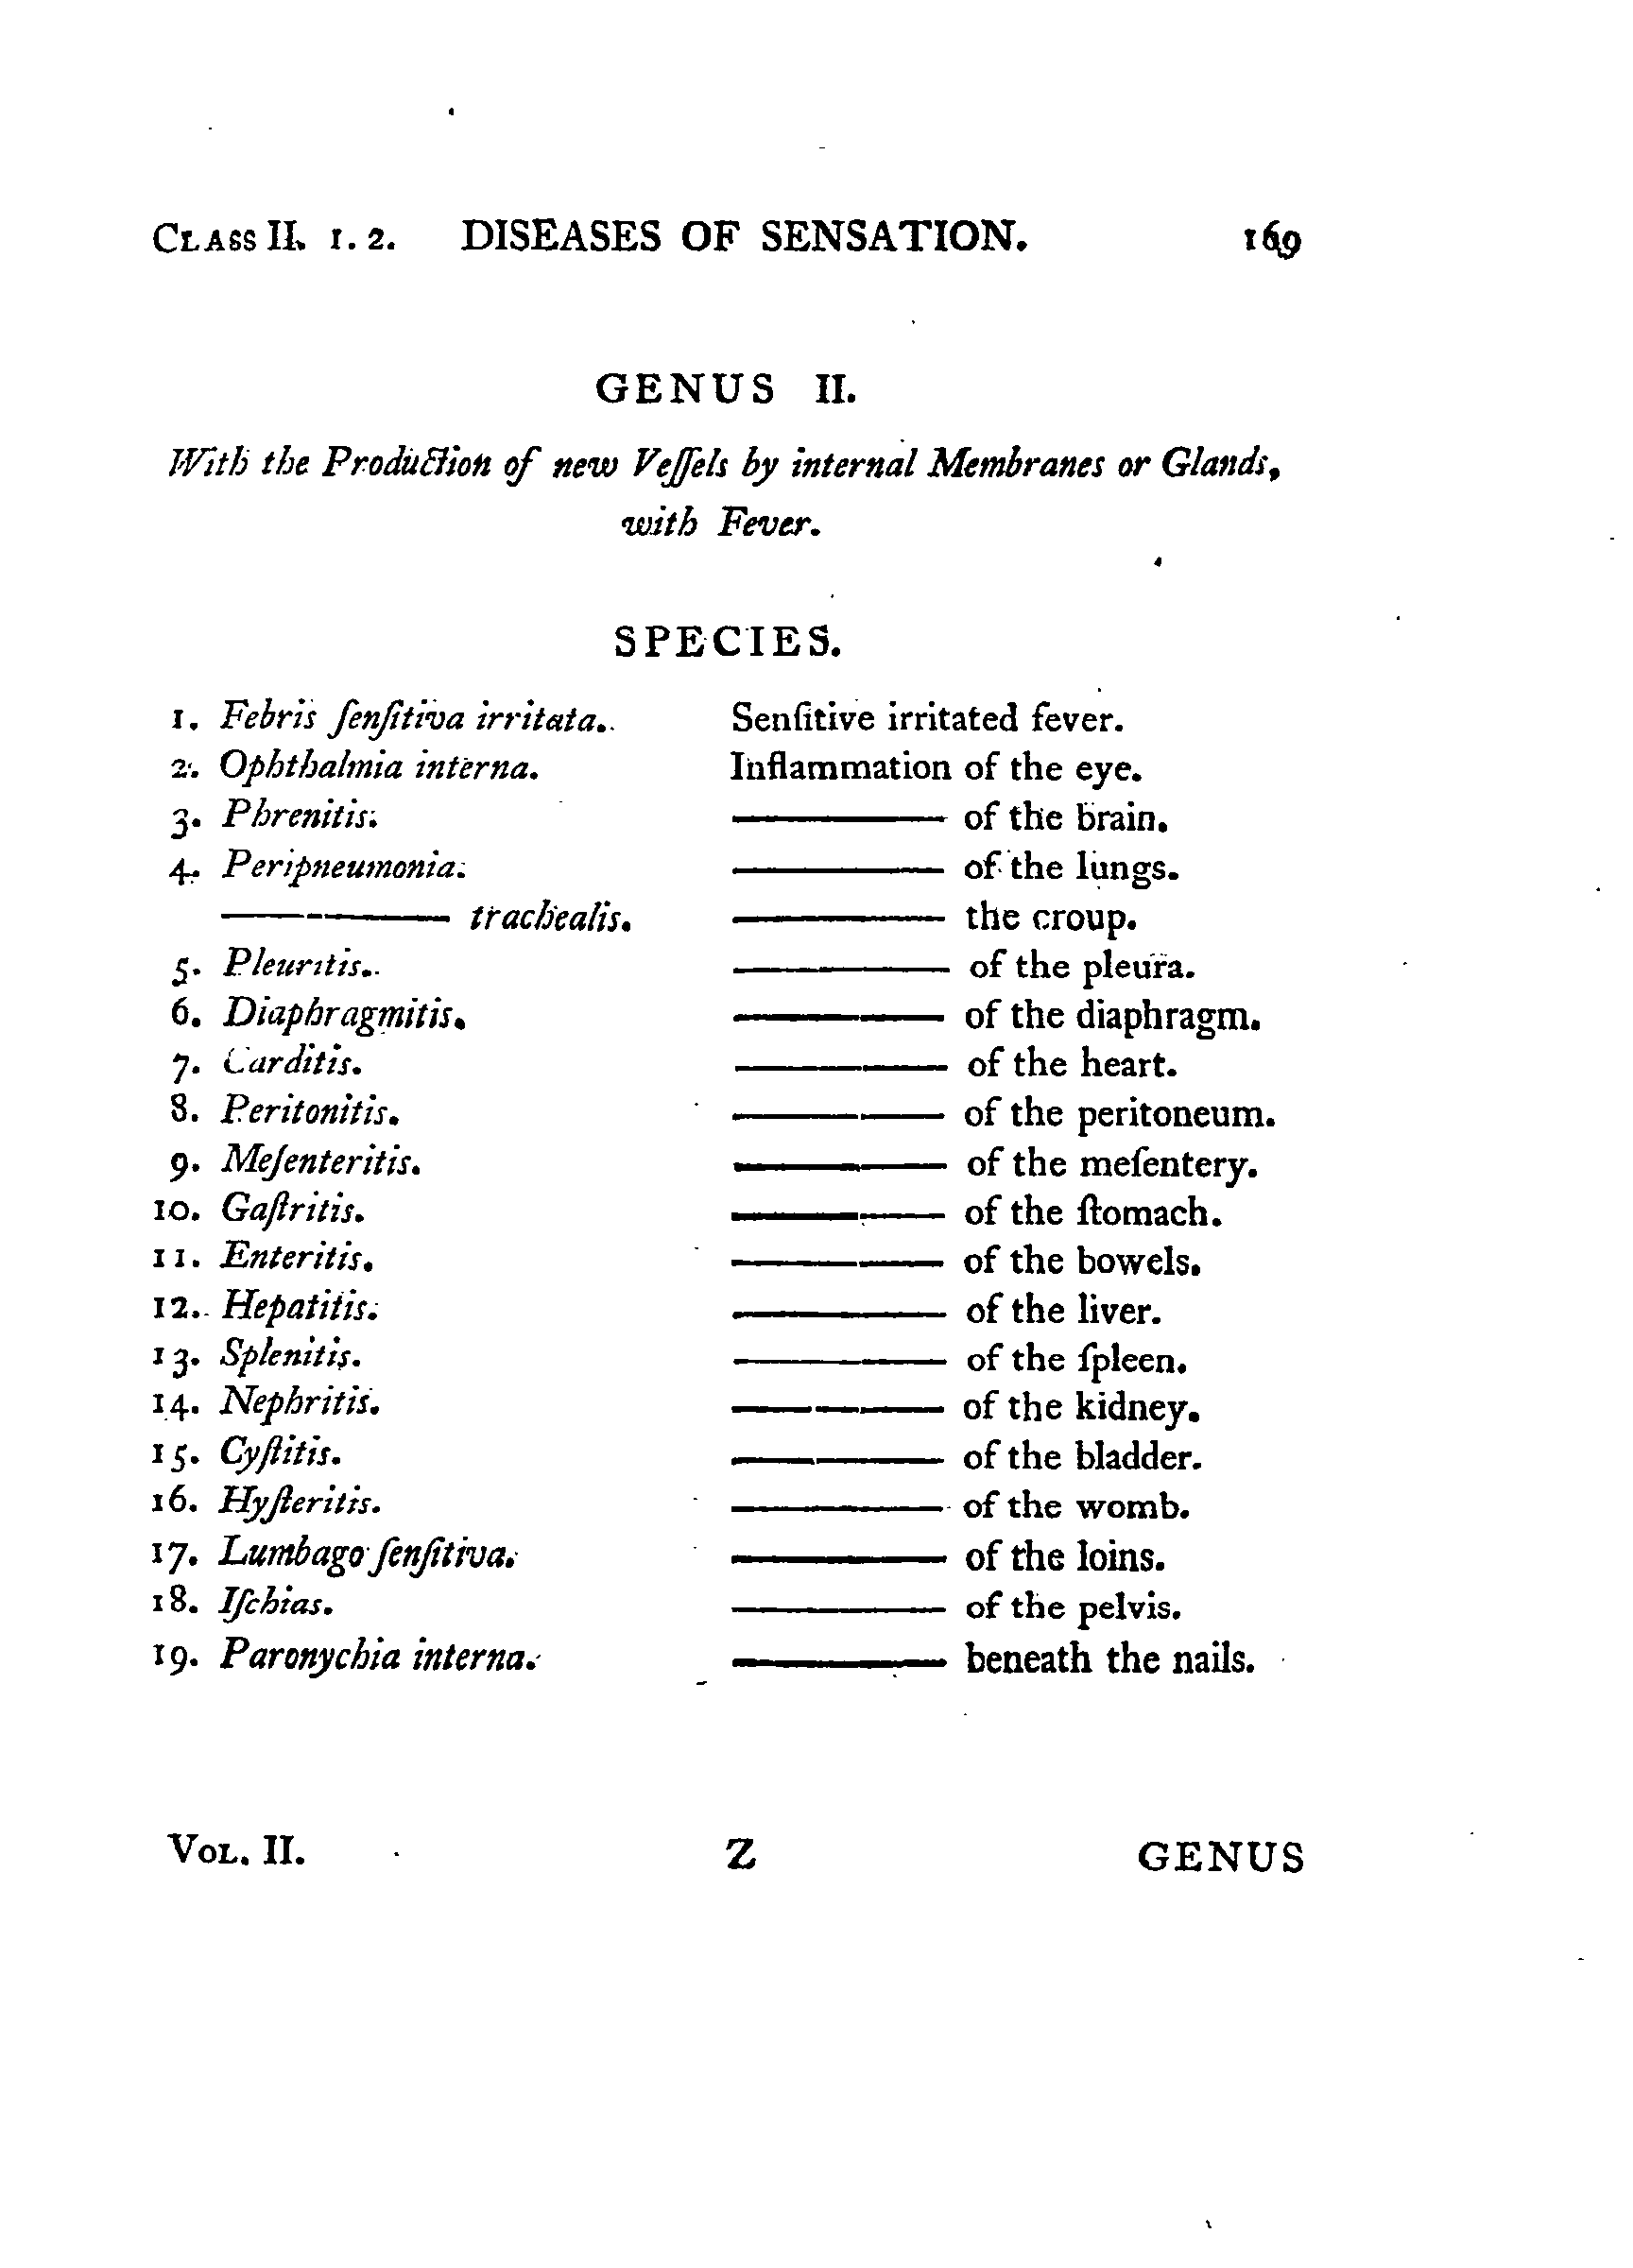 CLASS II. 1. 2. DISEASES OF SENSATION. 169
GENUS II.
With the Production of new Veſſels by internal Membranes or Glands,
with Fever.
SPECIES.
1. Febris ſenſitiva irritata. Senſitive irritated fever.
2. Ophthalmia interna. Inflammation of the eye.
3. Phrenitis. ——— of the brain.
4. Peripneumonia. ——— of the lungs.
——— trachealis. ——— the croup.
5. Pleuritis. ——— of the pleura.
6. Diaphragmitis. ——— of the diaphragm.
7. Carditis. ——— of the heart.
8. Peritonitis. ——— of the peritoneum.
9. Meſenteritis. ——— of the meſentery.
10. Gaſtritis. ——— of the ſtomach.
11. Enteritis. ——— of the bowels.
12. Hepatitis. ——— of the liver.
13. Splenitis. ——— of the ſpleen.
14. Nephritis. ——— of the kidney.
15. Cyſtitis. ——— of the bladder.
16. Hyſteritis. ——— of the womb.
17. Lumbago ſenſitiva. ——— of the loins.
18. Iſchias. ——— of the pelvis.
19. Paronychia interna. ——— beneath the nails.
VOL. II. Z GENUS